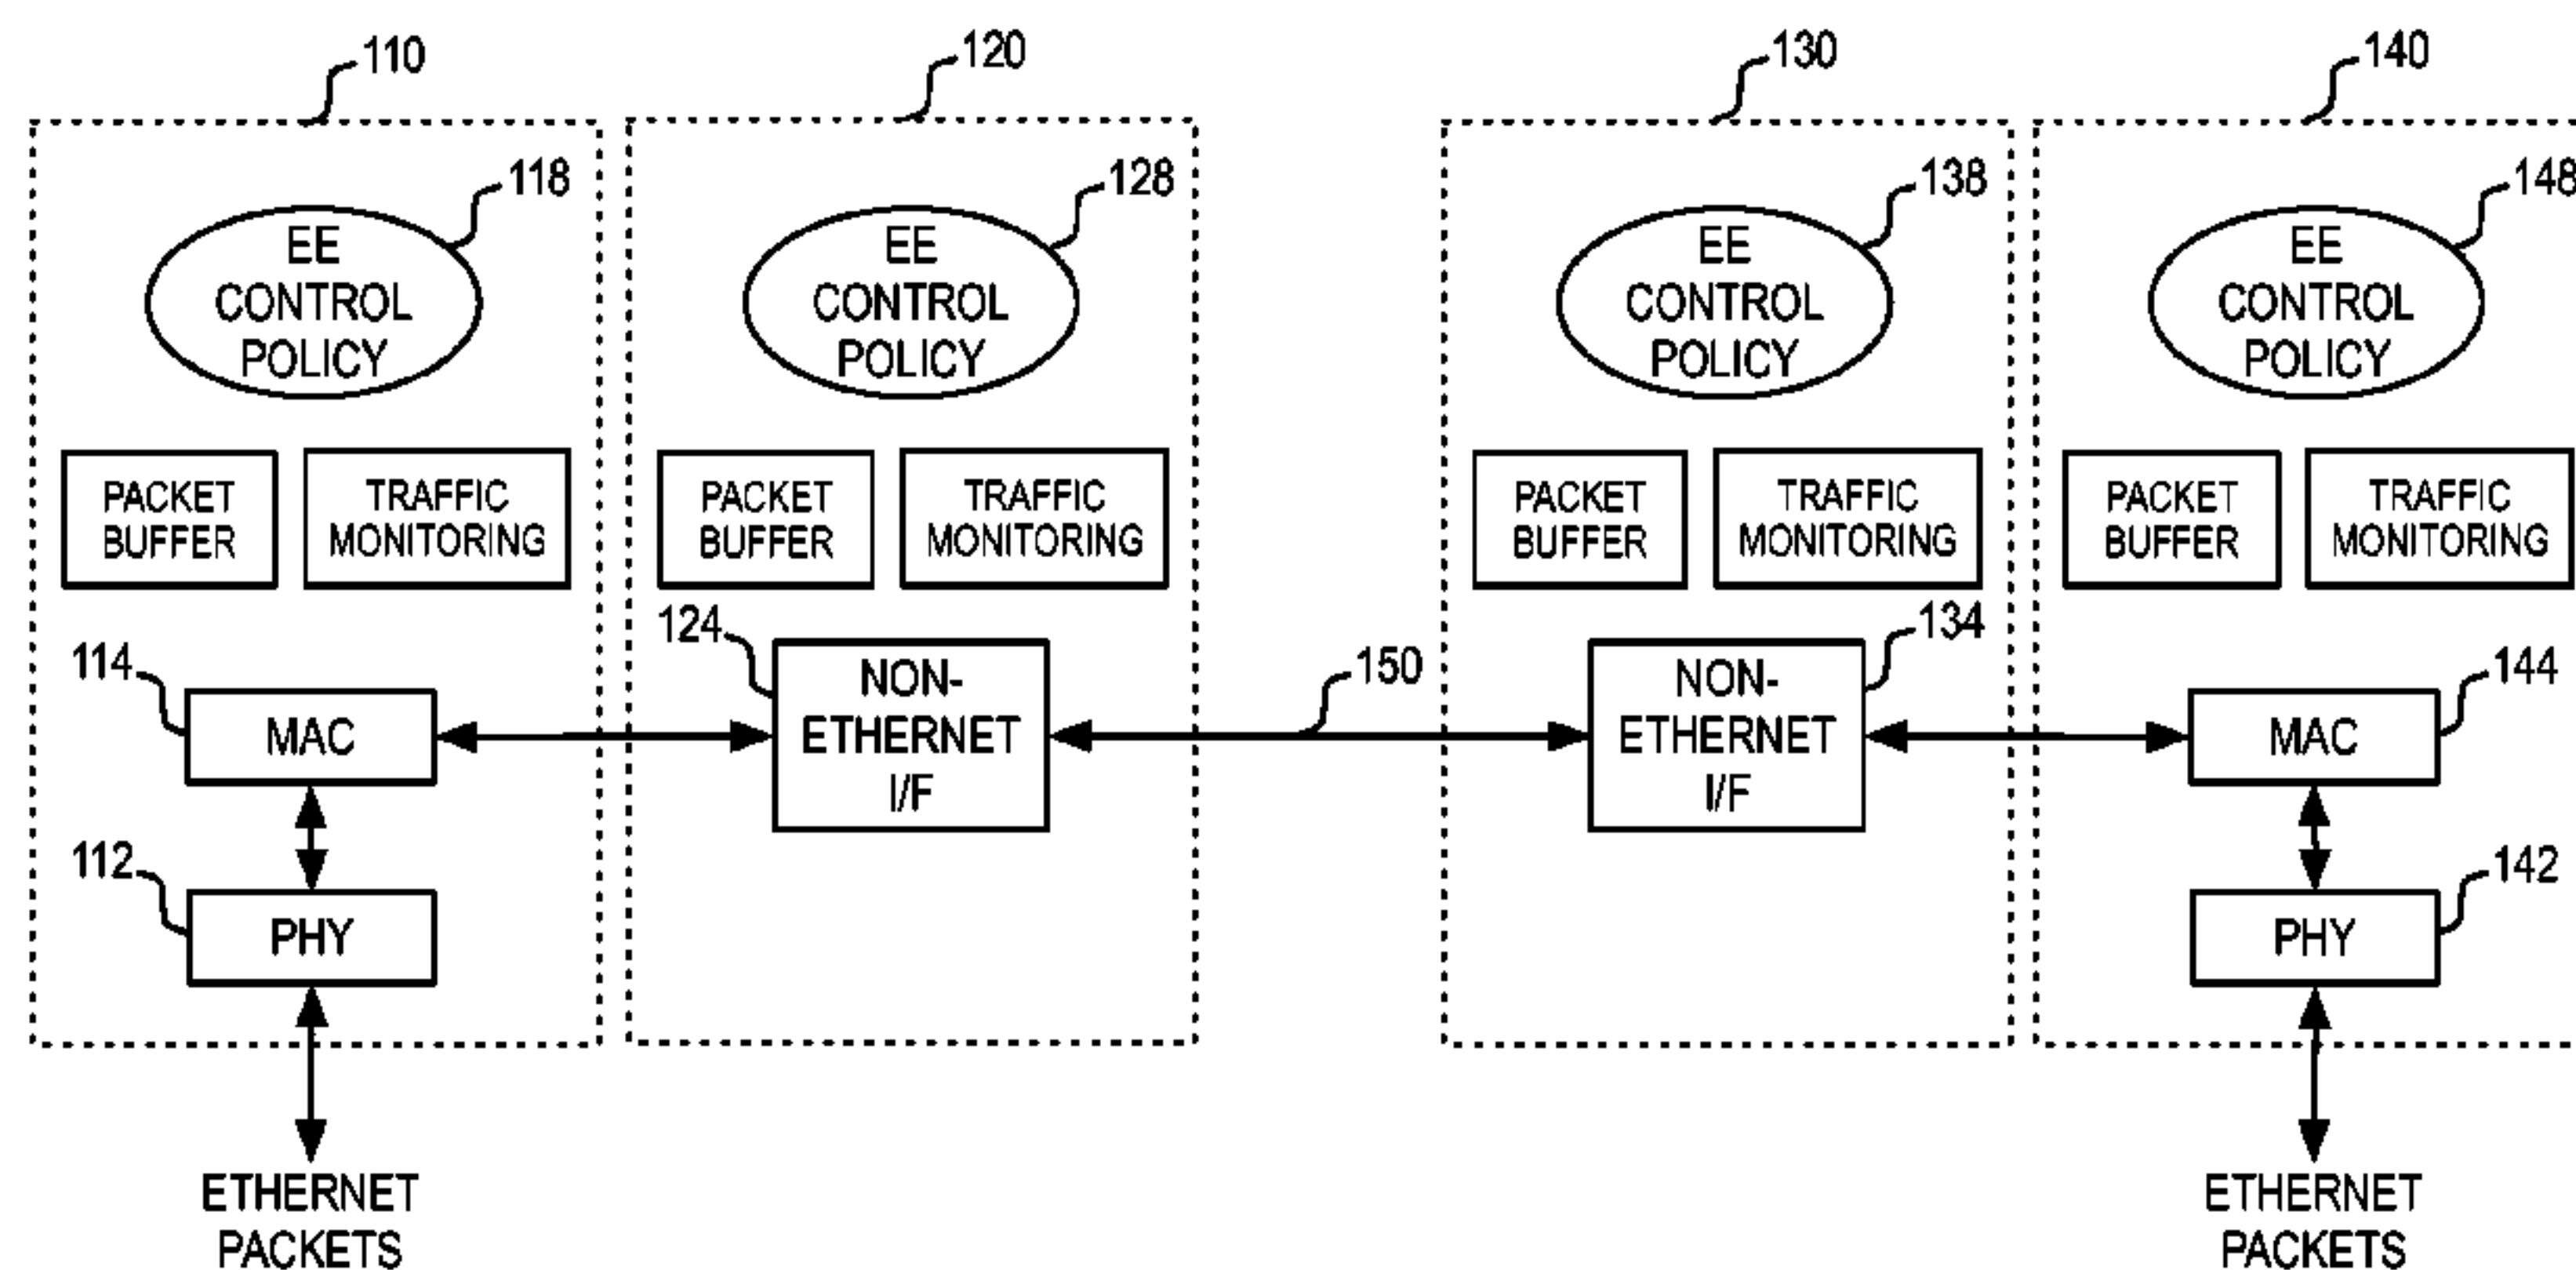 110
120
130
140
118
128
138
148
EE
CONTROL
POLICY
EE
CONTROL
POLICY
EE
CONTROL
POLICY
EE
CONTROL
POLICY
PACKET
BUFFER
TRAFFIC
MONITORING
PACKET
BUFFER
TRAFFIC
MONITORING
PACKET
BUFFER
TRAFFIC
MONITORING
PACKET
BUFFER
TRAFFIC
MONITORING
114
MAC
124
NON-
ETHERNET
I/F
150
134
NON-
ETHERNET
I/F
144
MAC
112
PHY
142
PHY
ETHERNET
PACKETS
ETHERNET
PACKETS